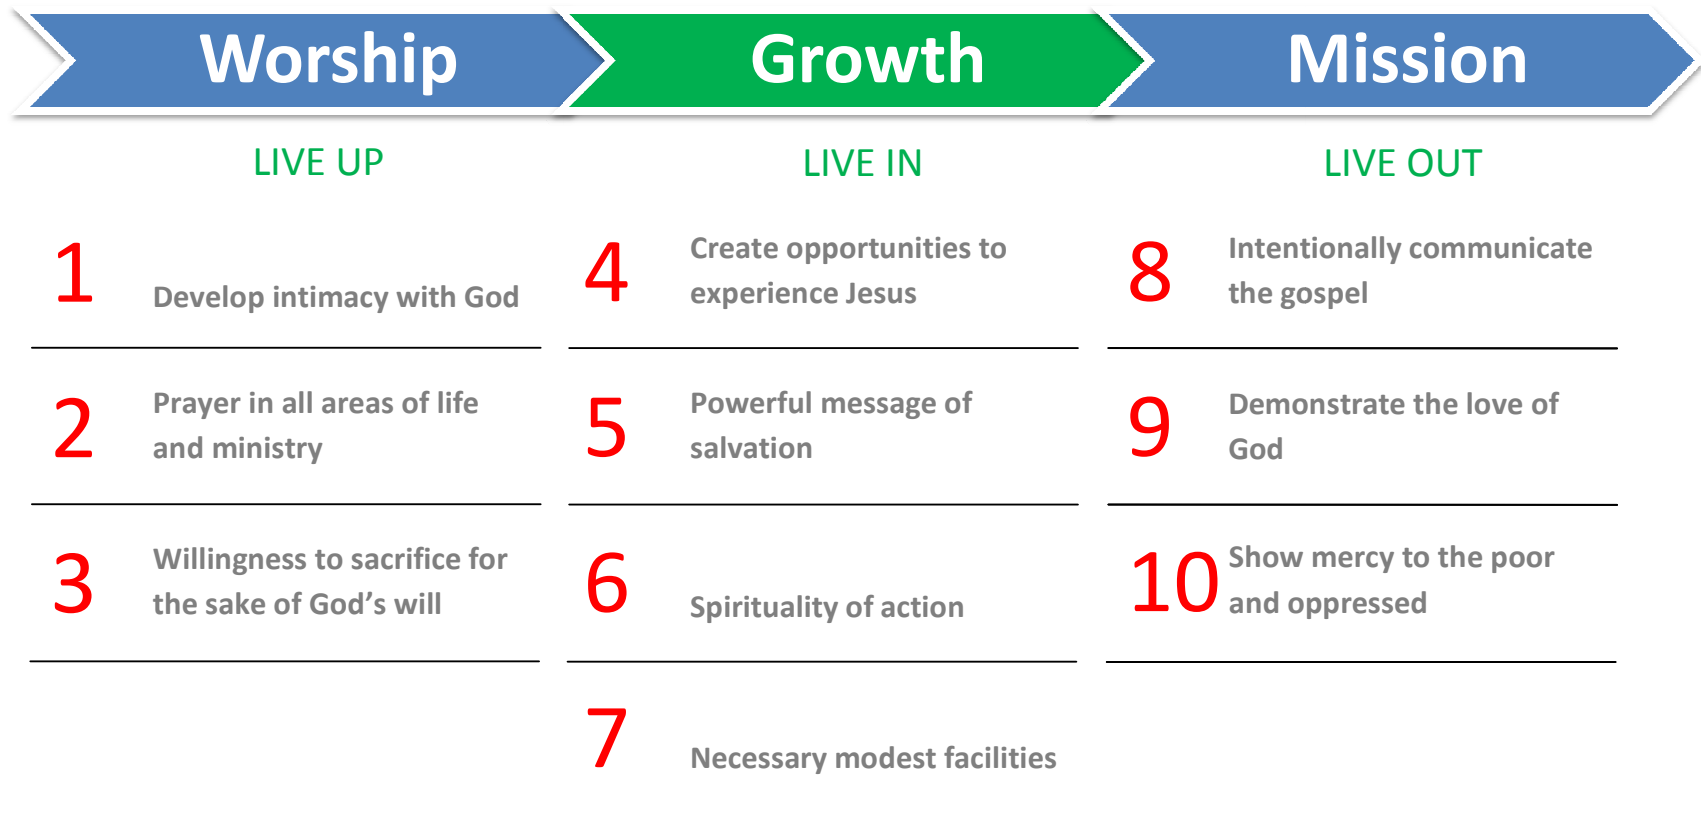 Worship
Growth
Mission
LIVE UP
LIVE IN
LIVE OUT
1
Develop intimacy with God
2
Prayer in all areas of life
and ministry
3
Willingness to sacrifice for
the sake of God’s will
4
Create opportunities to
experience Jesus
5
Powerful message of
salvation
6
Spirituality of action
7
Necessary modest facilities
8
Intentionally communicate
the gospel
9
Demonstrate the love of
God
10
Show mercy to the poor
and oppressed